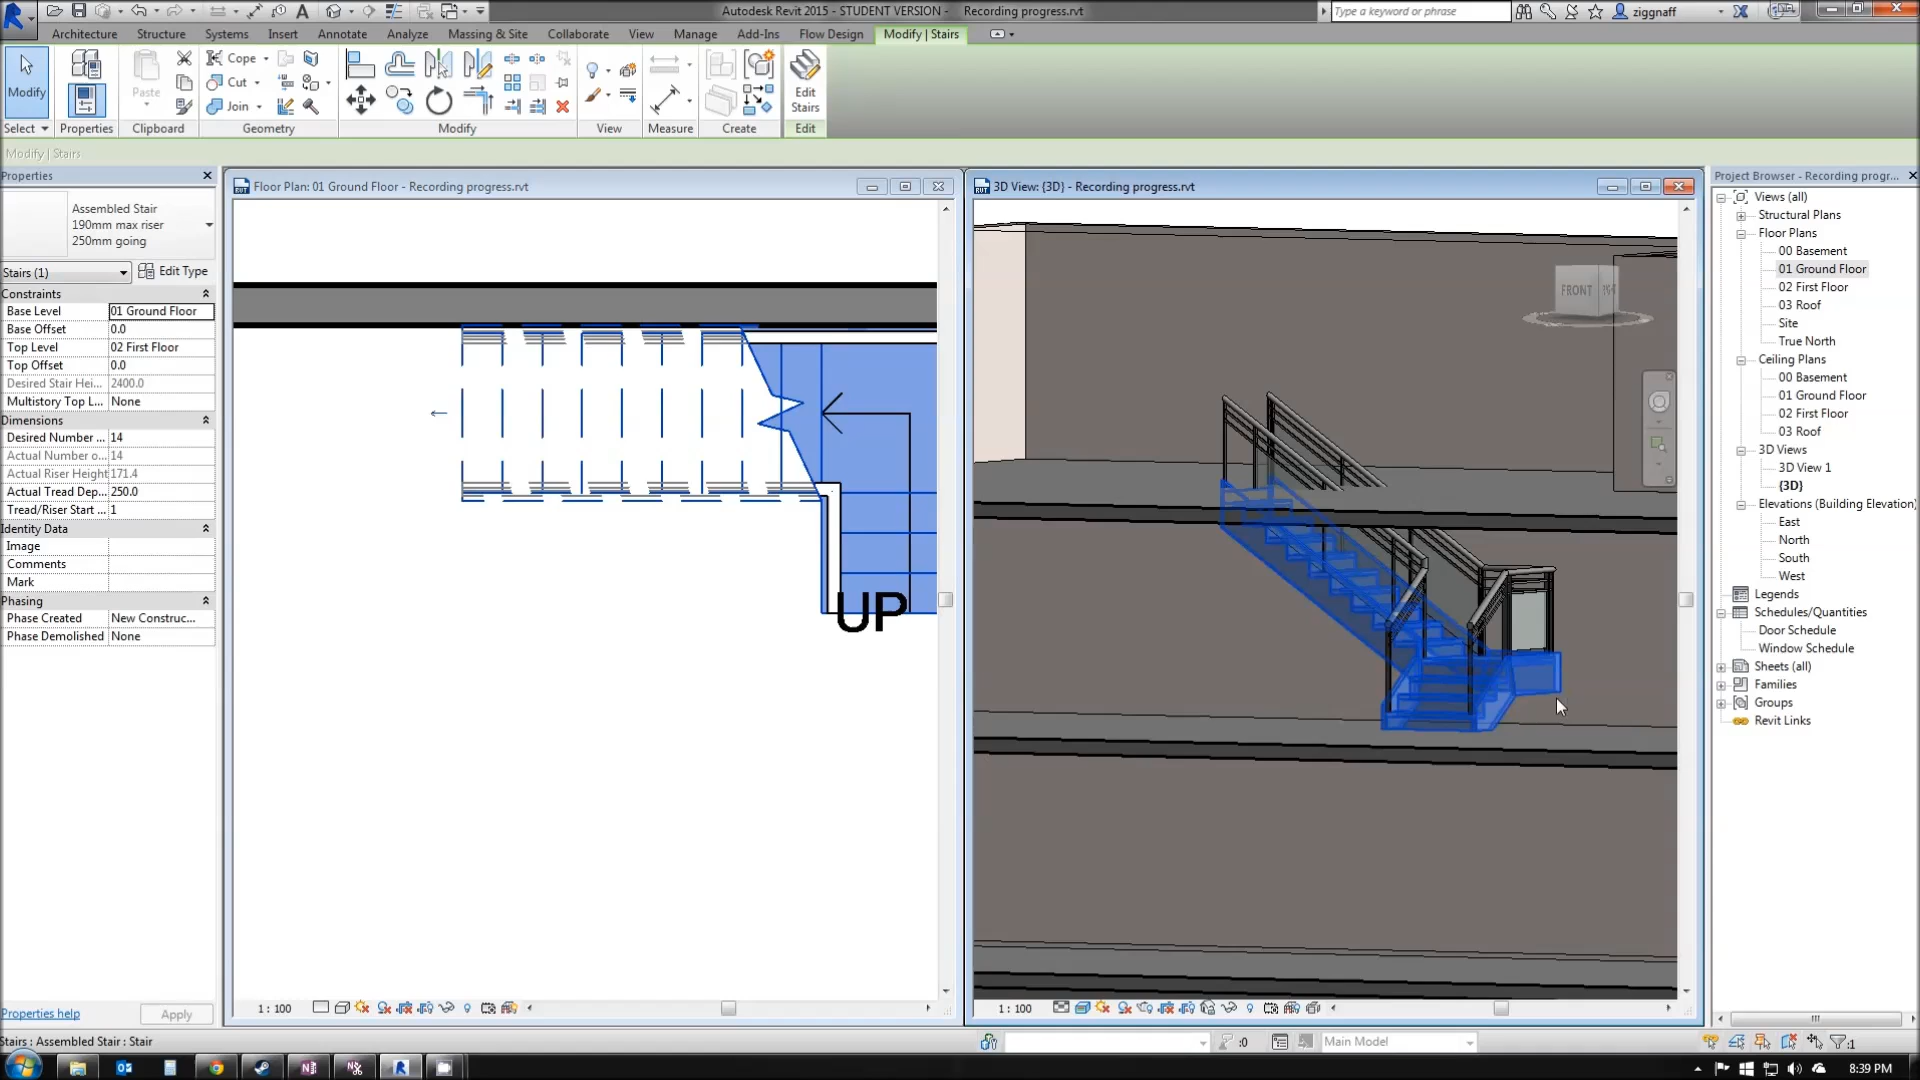 Autodesk Revit 2015 - STUDENT VERSION -    Recording progress.rvt
Type a keyword or phrase
ziggnaff
Architecture Structure Systems Insert Annotate Analyze Massing & Site Collaborate View Manage Add-Ins Flow Design Modify | Stairs
Modify
Paste
Cope
Cut
Join
Edit
Stairs
Select Properties Clipboard Geometry Modify View Measure Create Edit
Modify | Stairs
Properties
Assembled Stair
190mm max riser
250mm going
Stairs (1)
Edit Type
Constraints
Base Level 01 Ground Floor
Base Offset 0.0
Top Level 02 First Floor
Top Offset 0.0
Desired Stair Hei... 2400.0
Multistory Top L... None
Dimensions
Desired Number ... 14
Actual Number o... 14
Actual Riser Height 171.4
Actual Tread Dep... 250.0
Tread/Riser Start ... 1
Identity Data
Image
Comments
Mark
Phasing
Phase Created New Construc...
Phase Demolished None
Properties help
Apply
Floor Plan: 01 Ground Floor - Recording progress.rvt
UP
1 : 100
3D View: {3D} - Recording progress.rvt
FRONT
1 : 100
Project Browser - Recording progr...
Views (all)
Structural Plans
Floor Plans
00 Basement
01 Ground Floor
02 First Floor
03 Roof
Site
True North
Ceiling Plans
00 Basement
01 Ground Floor
02 First Floor
03 Roof
3D Views
3D View 1
{3D}
Elevations (Building Elevation)
East
North
South
West
Legends
Schedules/Quantities
Door Schedule
Window Schedule
Sheets (all)
Families
Groups
Revit Links
Stairs : Assembled Stair : Stair
:0
Main Model
:1
8:39 PM